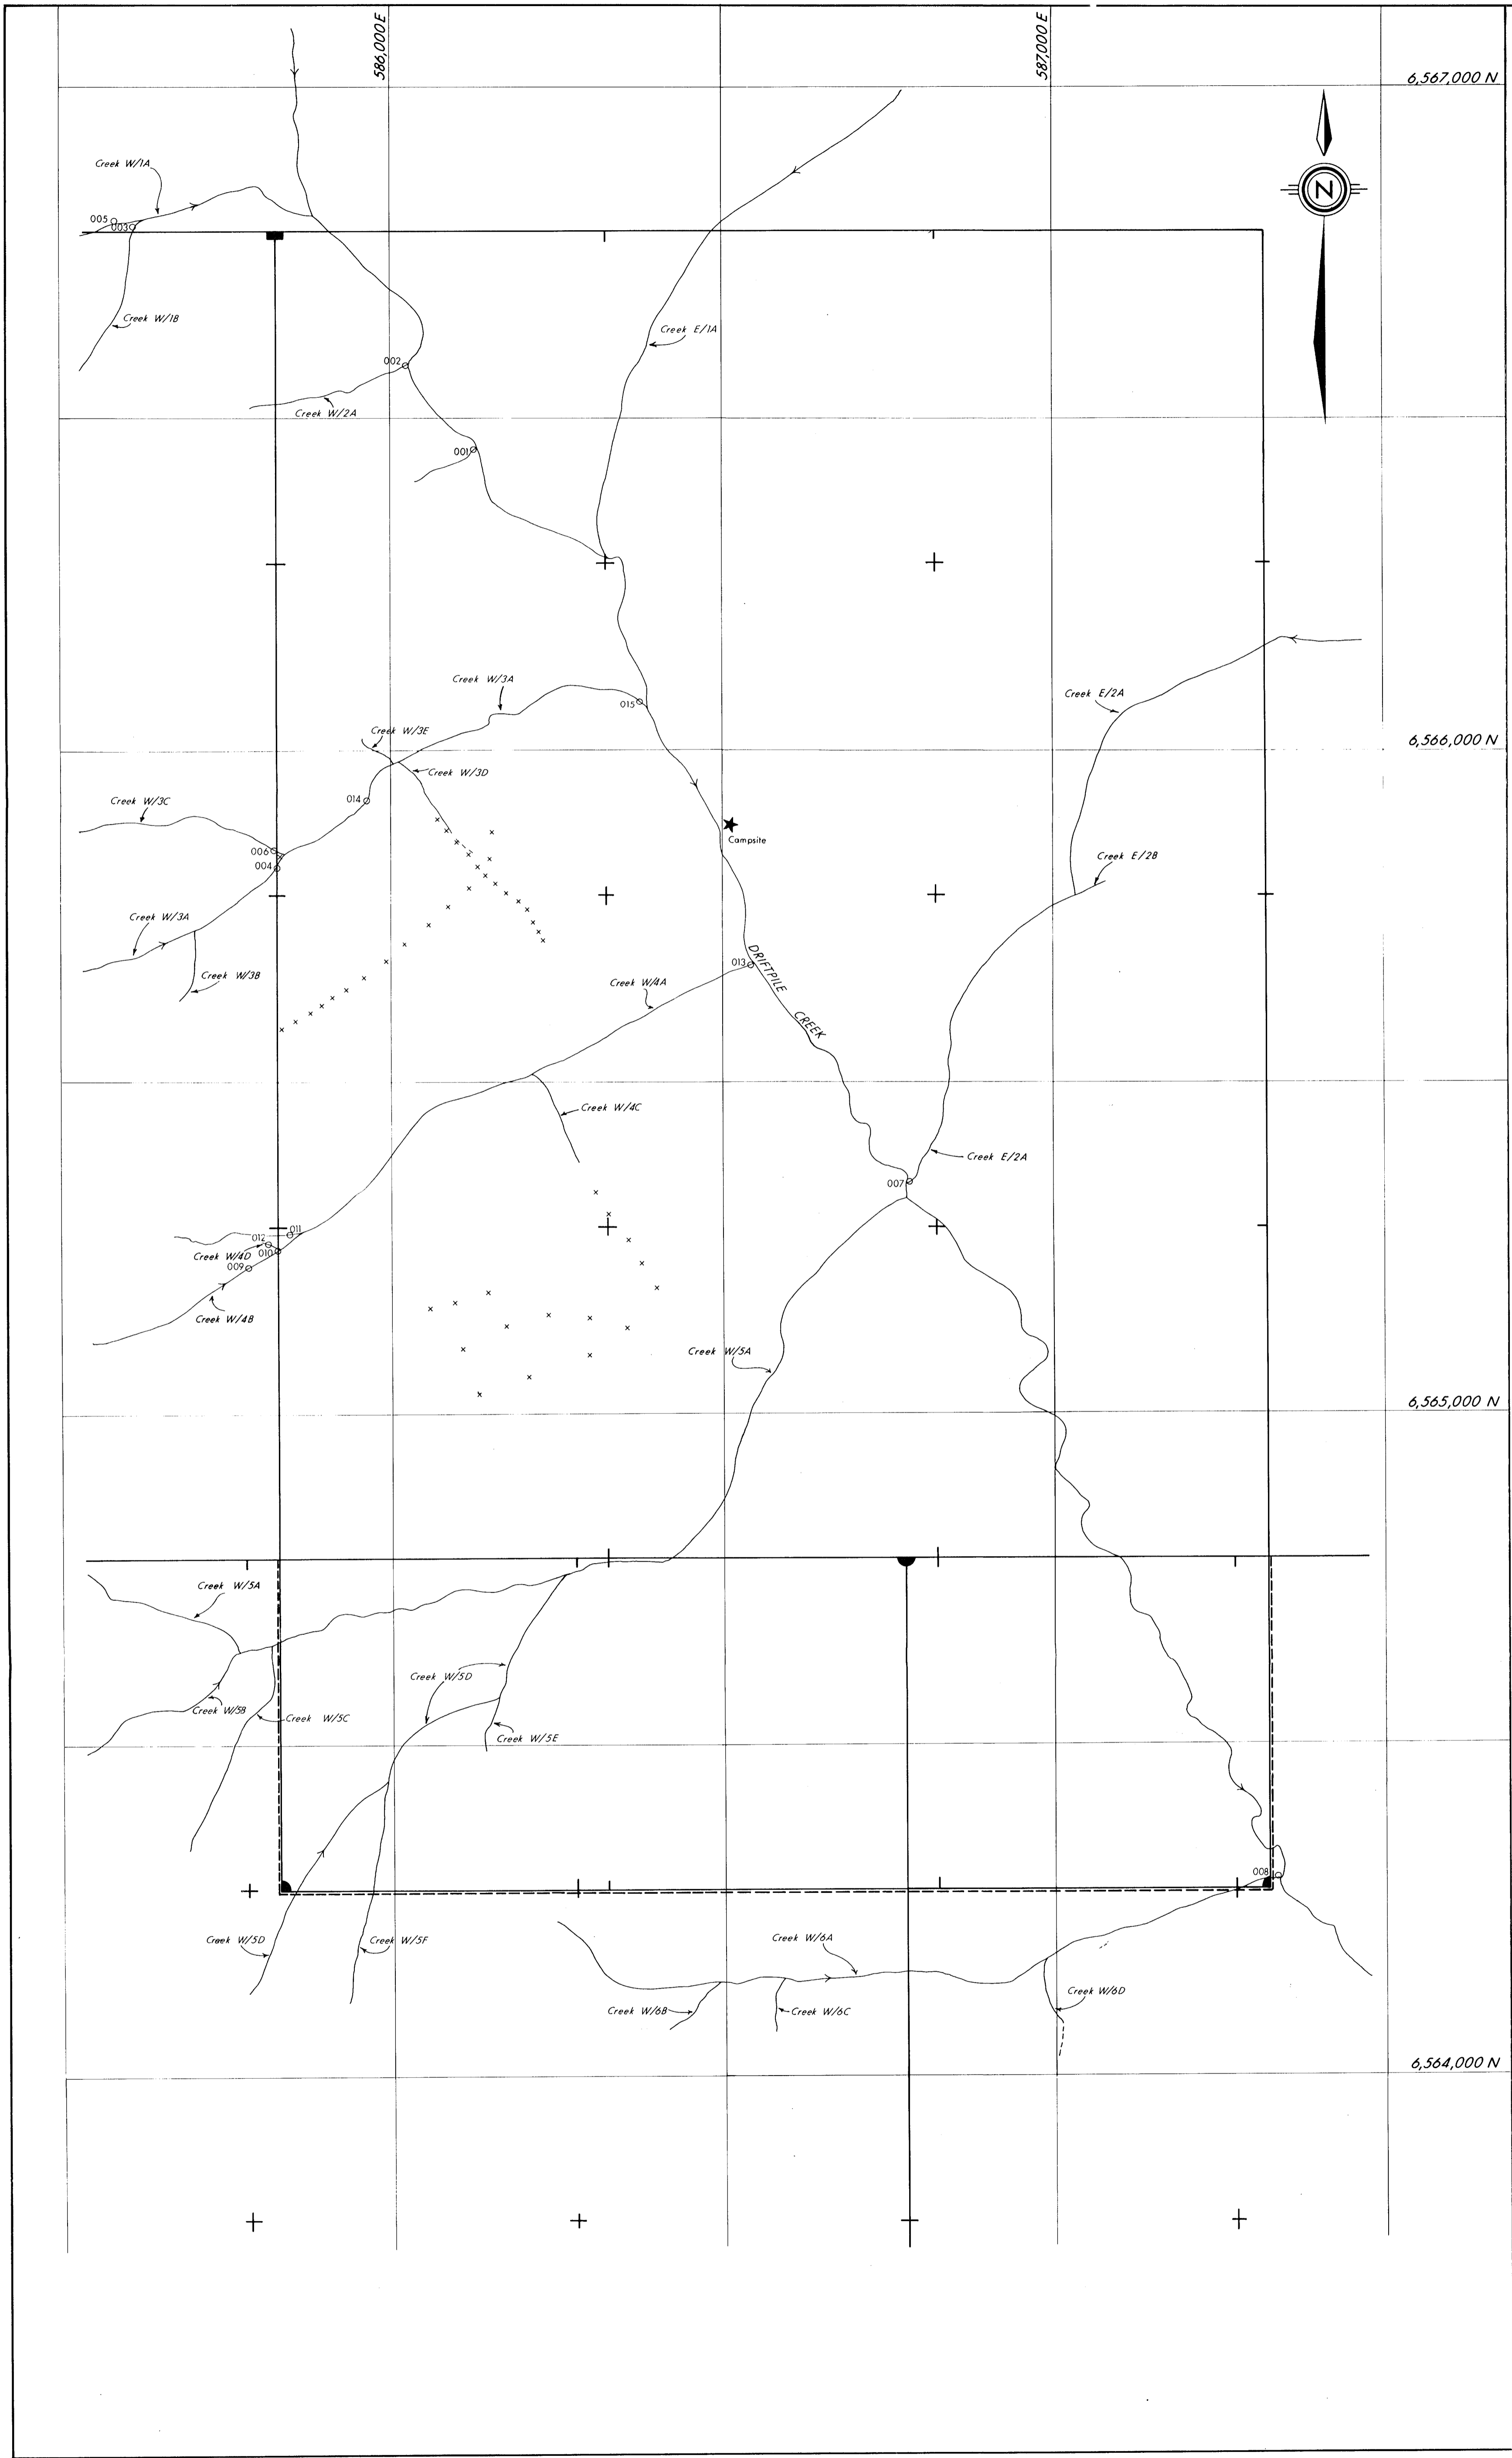 586,000 E
587,000 E
6,567,000 N
Creek W/1A
005
003
N
Creek W/1B
Creek E/1A
002
Creek W/2A
001
Creek W/3A
Creek E/2A
015
Creek W/3E
6,566,000 N
Creek W/3D
014
Creek W/3C
Campsite
006
Creek E/2B
004
Creek W/3A
013
DRIFTPILE CREEK
Creek W/3B
Creek W/4A
Creek W/4C
Creek E/2A
007
011
012
Creek W/4D
010
009
Creek W/4B
Creek W/5A
6,565,000 N
Creek W/5A
Creek W/5D
Creek W/5B
Creek W/5C
Creek W/5E
008
Creek W/5D
Creek W/5F
Creek W/6A
Creek W/6D
Creek W/6B
Creek W/6C
6,564,000 N